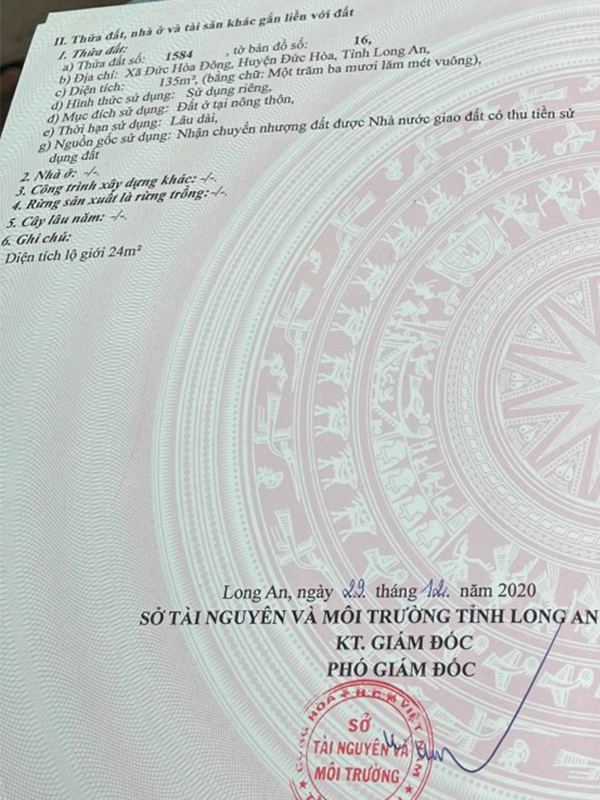 II. Thửa đất, nhà ở và tài sản khác gắn liền với đất
1. Thửa đất:
a) Thửa đất số: 1584 , tờ bản đồ số: 16,
b) Địa chỉ: Xã Đức Hòa Đông, Huyện Đức Hòa, Tỉnh Long An,
c) Diện tích: 135m², (bằng chữ: Một trăm ba mươi lăm mét vuông),
d) Hình thức sử dụng: Sử dụng riêng,
đ) Mục đích sử dụng: Đất ở tại nông thôn,
e) Thời hạn sử dụng: Lâu dài,
g) Nguồn gốc sử dụng: Nhận chuyển nhượng đất được Nhà nước giao đất có thu tiền sử
dụng đất
2. Nhà ở: -/-.
3. Công trình xây dựng khác: -/-.
4. Rừng sản xuất là rừng trồng: -/-.
5. Cây lâu năm: -/-.
6. Ghi chú:
Diện tích lộ giới 24m²
Long An, ngày 29 tháng 12 năm 2020
SỞ TÀI NGUYÊN VÀ MÔI TRƯỜNG TỈNH LONG AN
KT. GIÁM ĐỐC
PHÓ GIÁM ĐỐC
CỘNG HÒA X.H.C.N VIỆT NAM
SỞ
TÀI NGUYÊN VÀ
MÔI TRƯỜNG